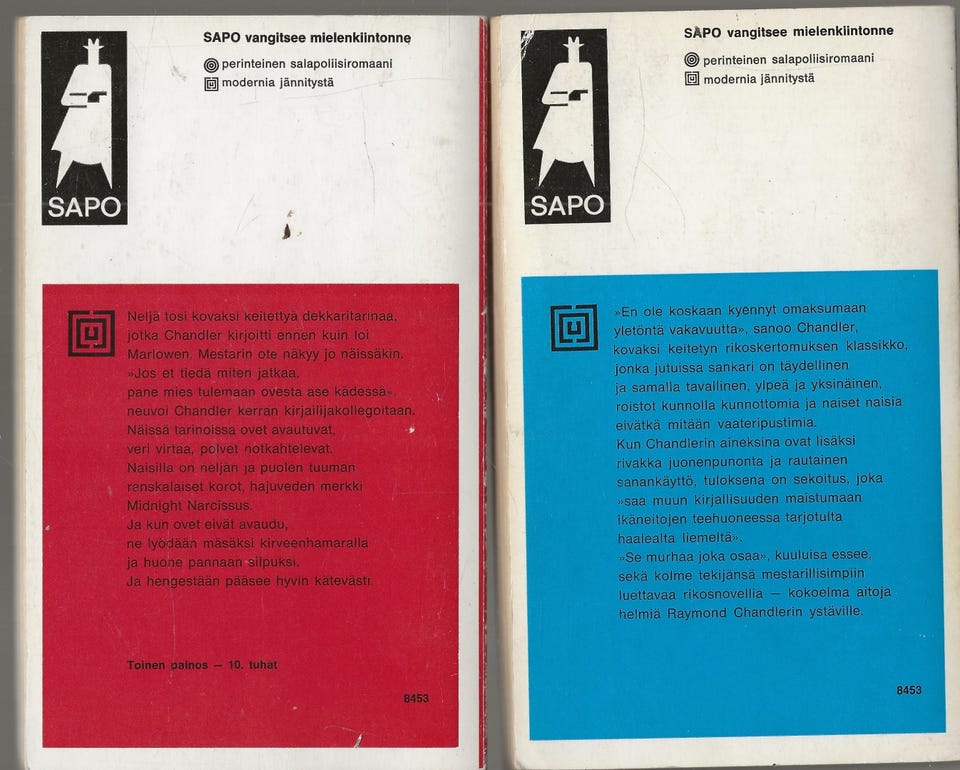 SAPO vangitsee mielenkiintonne
perinteinen salapoliisiromaani
modernia jännitystä
SAPO
Neljä tosi kovaksi keitettyä dekkaritarinaa,
jotka Chandler kirjoitti ennen kuin loi
Marlowen. Mestarin ote näkyy jo näissäkin.
»Jos et tiedä miten jatkaa,
pane mies tulemaan ovesta ase kädessä»,
neuvoi Chandler kerran kirjailijakollegoitaan.
Näissä tarinoissa ovet avautuvat,
veri virtaa, polvet notkahtelevat.
Naisilla on neljän ja puolen tuuman
ranskalaiset korot, hajuveden merkki
Midnight Narcissus.
Ja kun ovet eivät avaudu,
ne lyödään mäsäksi kirveenhamaralla
ja huone pannaan silpuksi.
Ja hengestään pääsee hyvin kätevästi.
Toinen painos — 10. tuhat
8453
SAPO vangitsee mielenkiintonne
perinteinen salapoliisiromaani
modernia jännitystä
SAPO
»En ole koskaan kyennyt omaksumaan
yletöntä vakavuutta», sanoo Chandler,
kovaksi keitetyn rikoskertomuksen klassikko,
jonka jutuissa sankari on täydellinen
ja samalla tavallinen, ylpeä ja yksinäinen,
roistot kunnolla kunnottomia ja naiset naisia
eivätkä mitään vaateripustimia.
Kun Chandlerin aineksina ovat lisäksi
rivakka juonenpunonta ja rautainen
sanankäyttö, tuloksena on sekoitus, joka
»saa muun kirjallisuuden maistumaan
ikäneitojen teehuoneessa tarjotulta
haalealta liemeltä».
»Se murhaa joka osaa», kuuluisa essee,
sekä kolme tekijänsä mestarillisimpiin
luettavaa rikosnovellia — kokoelma aitoja
helmiä Raymond Chandlerin ystäville.
8453